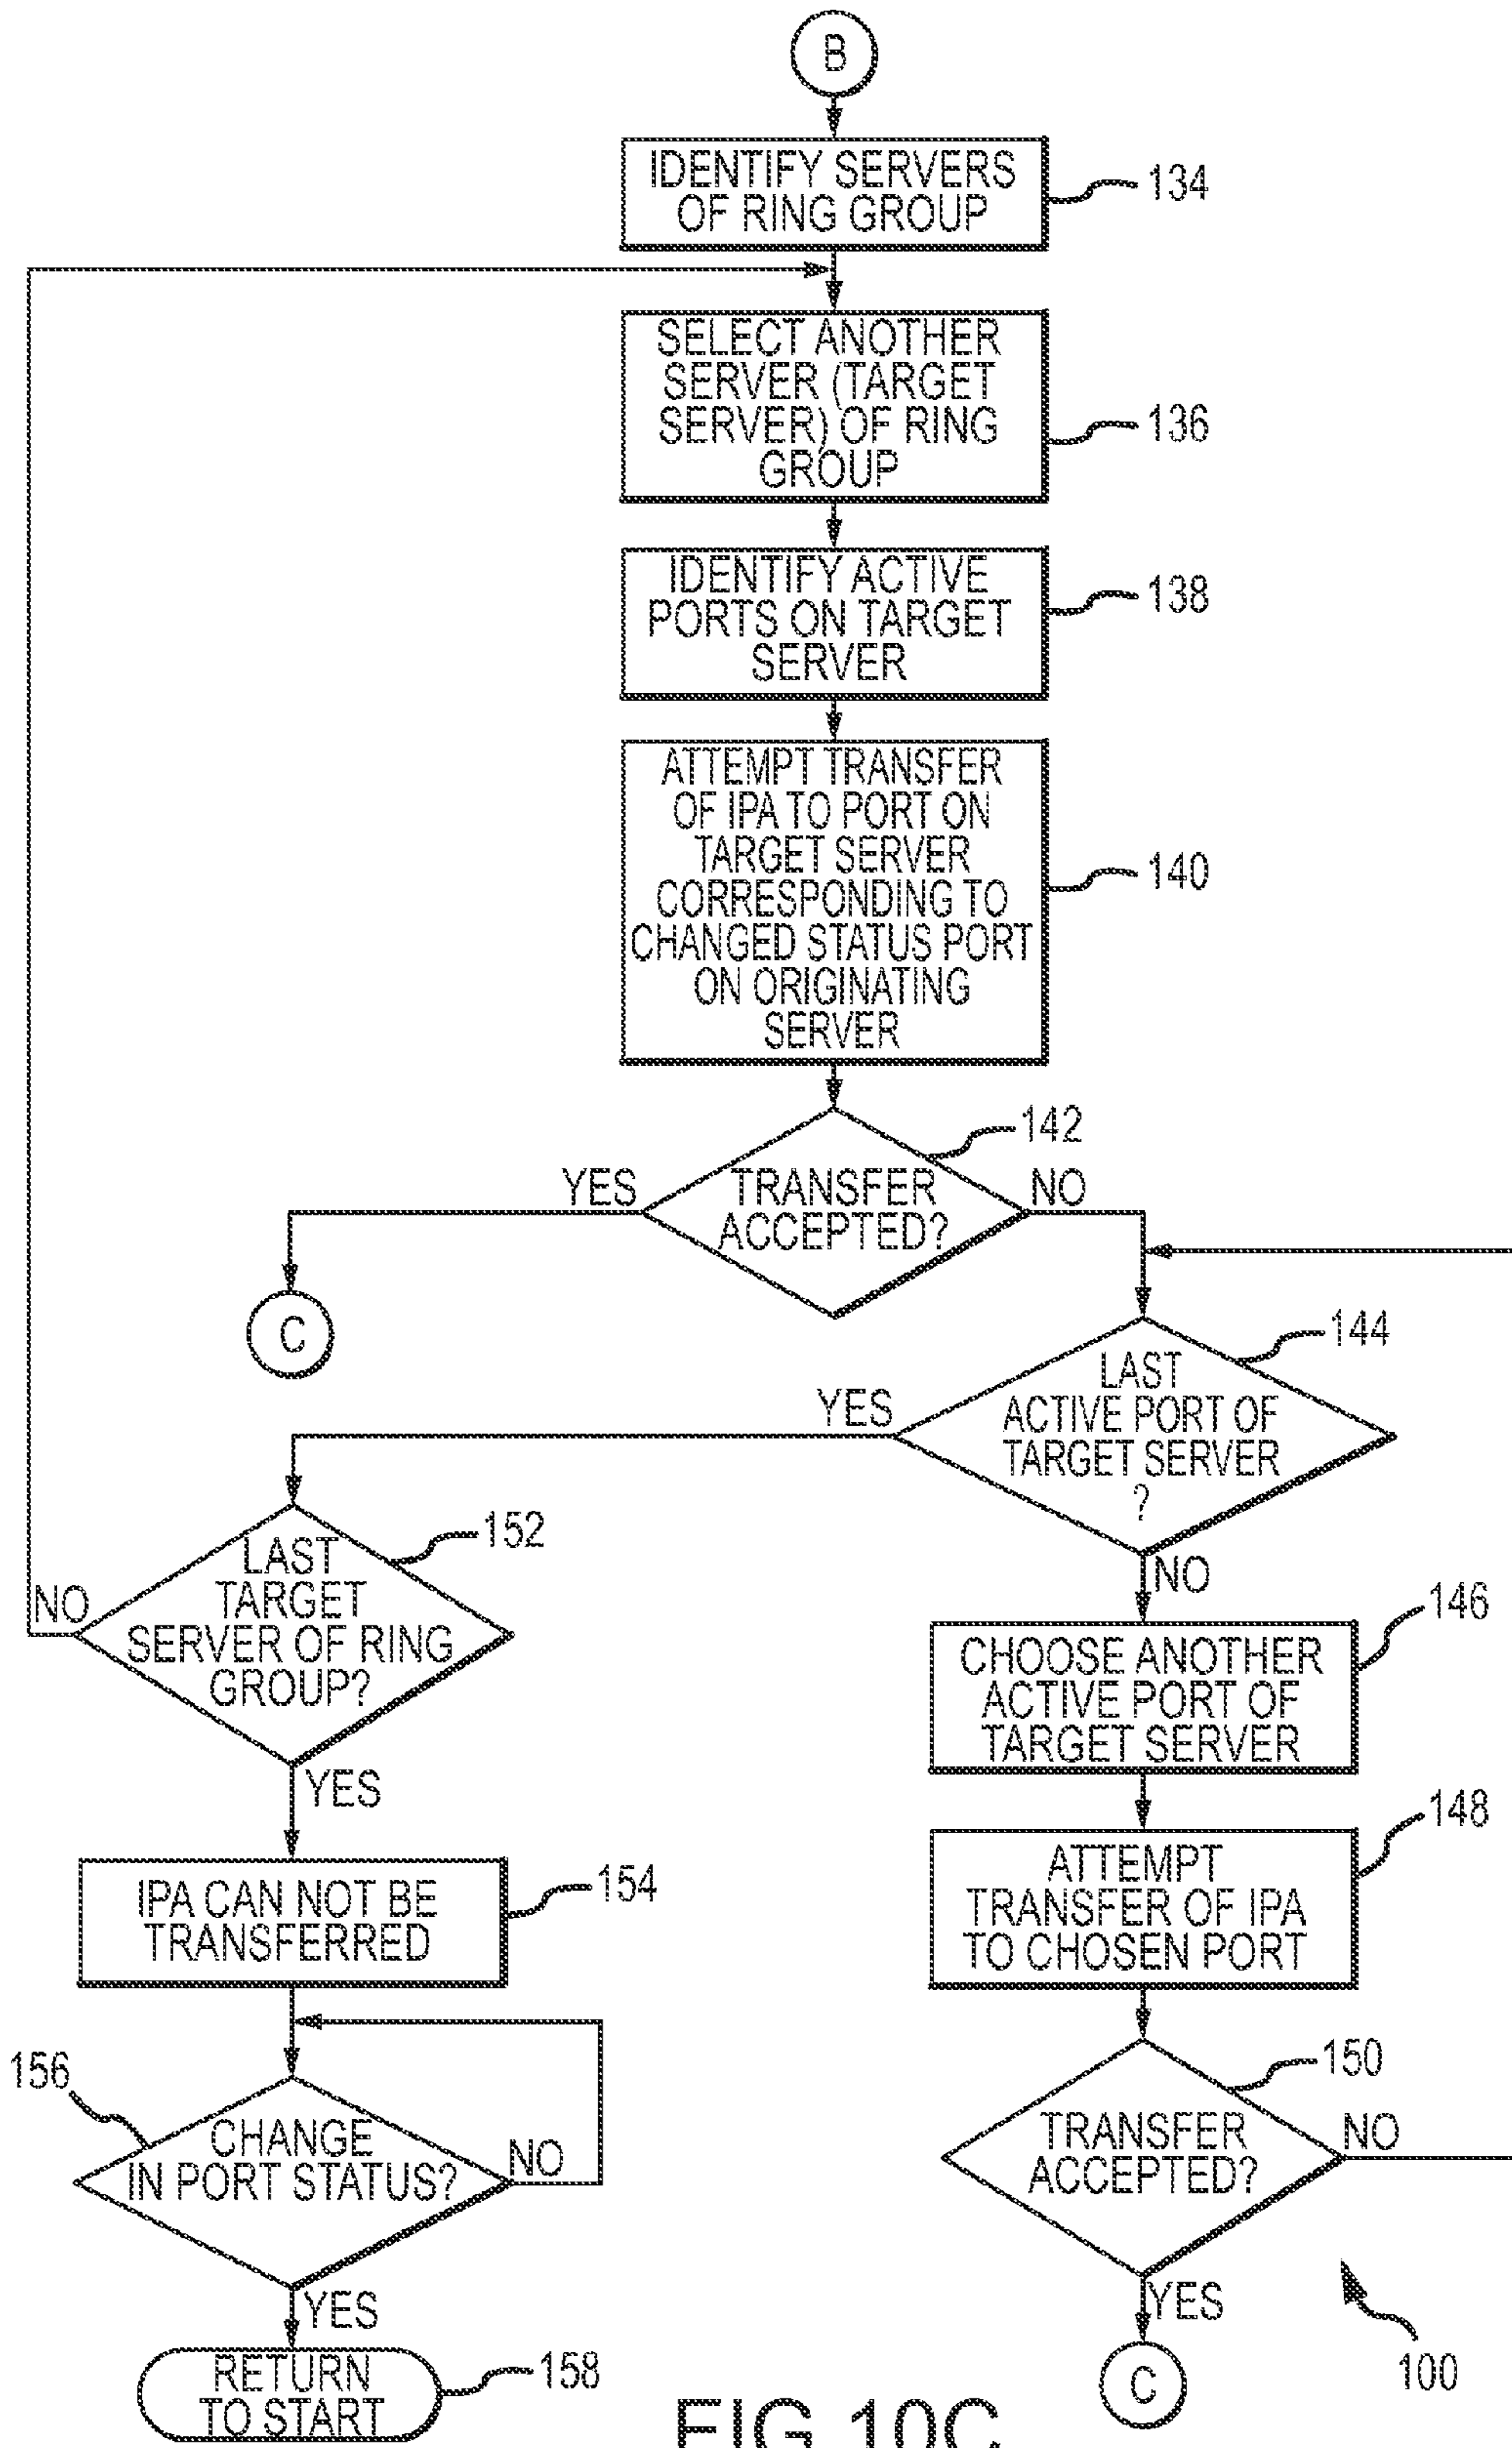 B
IDENTIFY SERVERS
OF RING GROUP
134
SELECT ANOTHER
SERVER (TARGET
SERVER) OF RING
GROUP
136
IDENTIFY ACTIVE
PORTS ON TARGET
SERVER
138
ATTEMPT TRANSFER
OF IPA TO PORT ON
TARGET SERVER
CORRESPONDING TO
CHANGED STATUS PORT
ON ORIGINATING
SERVER
140
142
YES
TRANSFER
ACCEPTED?
NO
C
144
LAST
ACTIVE PORT OF
TARGET SERVER
?
YES
NO
152
LAST
TARGET
SERVER OF RING
GROUP?
NO
YES
146
CHOOSE ANOTHER
ACTIVE PORT OF
TARGET SERVER
148
ATTEMPT
TRANSFER OF IPA
TO CHOSEN PORT
IPA CAN NOT BE
TRANSFERRED
154
156
CHANGE
IN PORT STATUS?
NO
YES
150
TRANSFER
ACCEPTED?
NO
YES
RETURN
TO START
158
C
100
FIG.10C